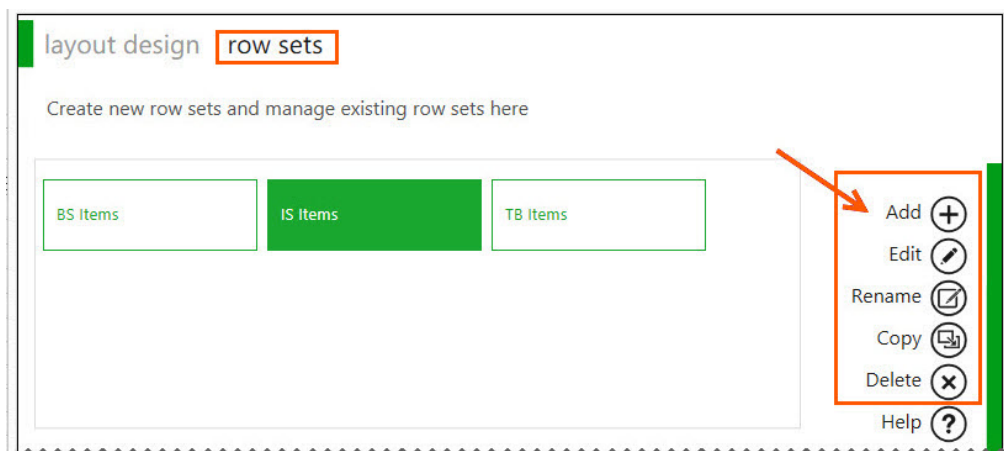 layout design row sets
Create new row sets and manage existing row sets here
BS Items
IS Items
TB Items
Add
Edit
Rename
Copy
Delete
Help